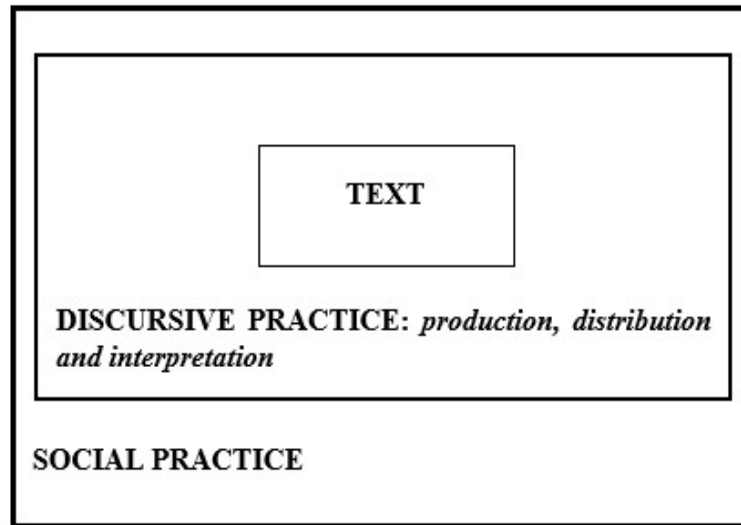 TEXT
DISCURSIVE PRACTICE: production, distribution
and interpretation
SOCIAL PRACTICE